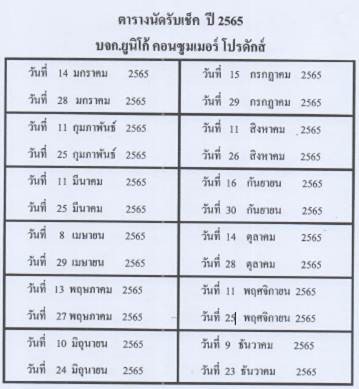 ตารางนัดรับเช็ค ปี 2565
บจก.ยูนิโก้ คอนซูมเมอร์ โปรดักส์
วันที่ 14 มกราคม 2565
วันที่ 28 มกราคม 2565
วันที่ 11 กุมภาพันธ์ 2565
วันที่ 25 กุมภาพันธ์ 2565
วันที่ 11 มีนาคม 2565
วันที่ 25 มีนาคม 2565
วันที่ 8 เมษายน 2565
วันที่ 29 เมษายน 2565
วันที่ 13 พฤษภาคม 2565
วันที่ 27 พฤษภาคม 2565
วันที่ 10 มิถุนายน 2565
วันที่ 24 มิถุนายน 2565
วันที่ 15 กรกฎาคม 2565
วันที่ 29 กรกฎาคม 2565
วันที่ 11 สิงหาคม 2565
วันที่ 26 สิงหาคม 2565
วันที่ 16 กันยายน 2565
วันที่ 30 กันยายน 2565
วันที่ 14 ตุลาคม 2565
วันที่ 28 ตุลาคม 2565
วันที่ 11 พฤศจิกายน 2565
วันที่ 25 พฤศจิกายน 2565
วันที่ 9 ธันวาคม 2565
วันที่ 23 ธันวาคม 2565